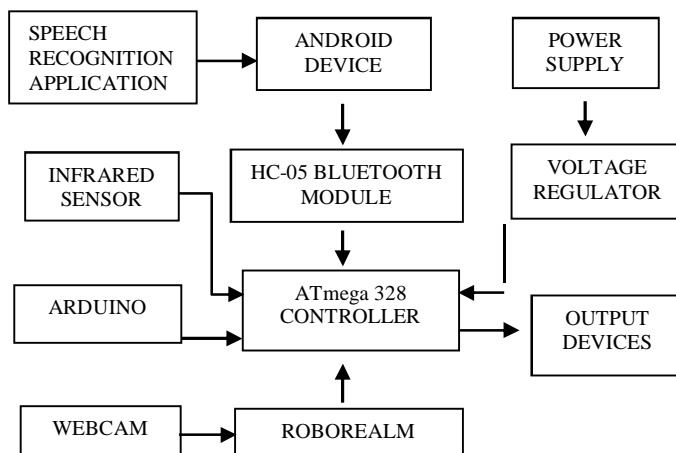 SPEECH
RECOGNITION
APPLICATION
ANDROID
DEVICE
POWER
SUPPLY
INFRARED
SENSOR
HC-05 BLUETOOTH
MODULE
VOLTAGE
REGULATOR
ARDUINO
ATmega 328
CONTROLLER
OUTPUT
DEVICES
WEBCAM
ROBOREALM